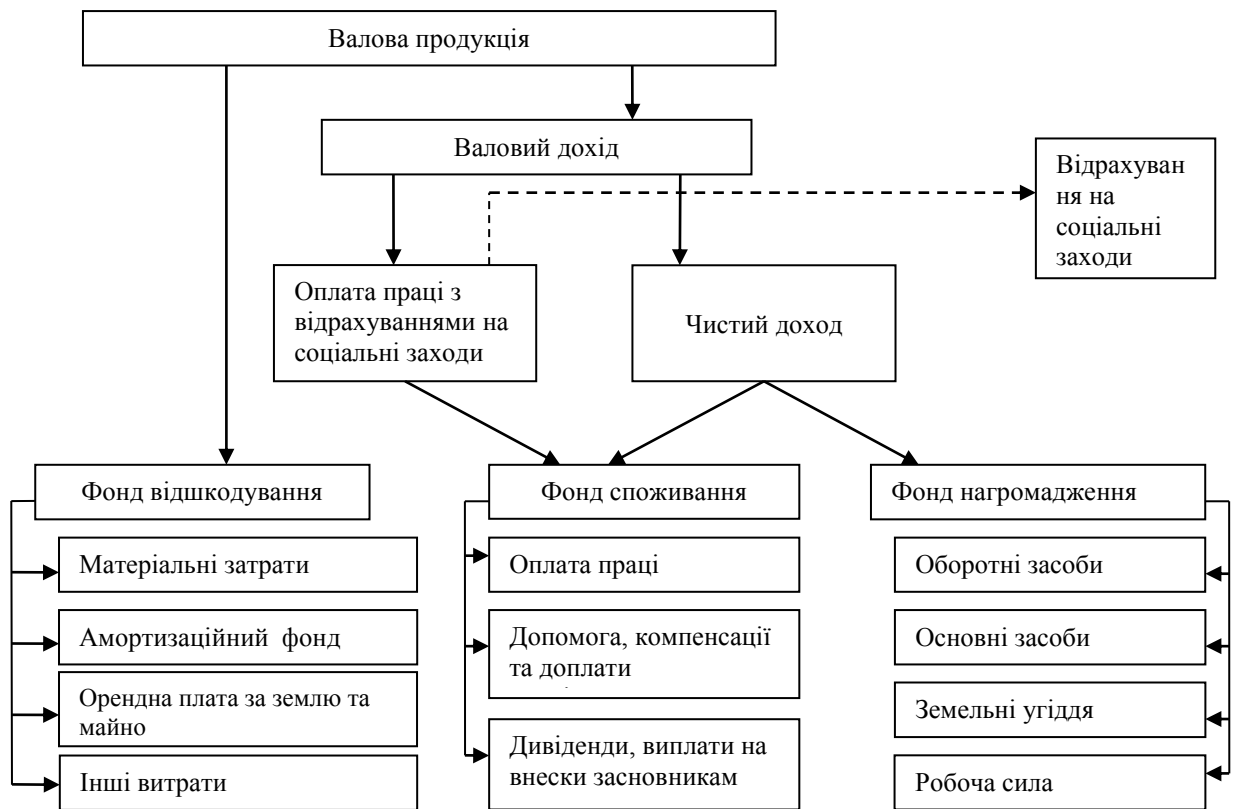 Валова продукція
Валовий дохід
Відрахуван
ня на
соціальні
заходи
Оплата праці з
відрахуваннями на
соціальні заходи
Чистий доход
Фонд відшкодування
Фонд споживання
Фонд нагромадження
Матеріальні затрати
Оплата праці
Оборотні засоби
Амортизаційний фонд
Допомога, компенсації
та доплати
Основні засоби
Орендна плата за землю та
майно
Земельні угіддя
Дивіденди, виплати на
внески засновникам
Інші витрати
Робоча сила